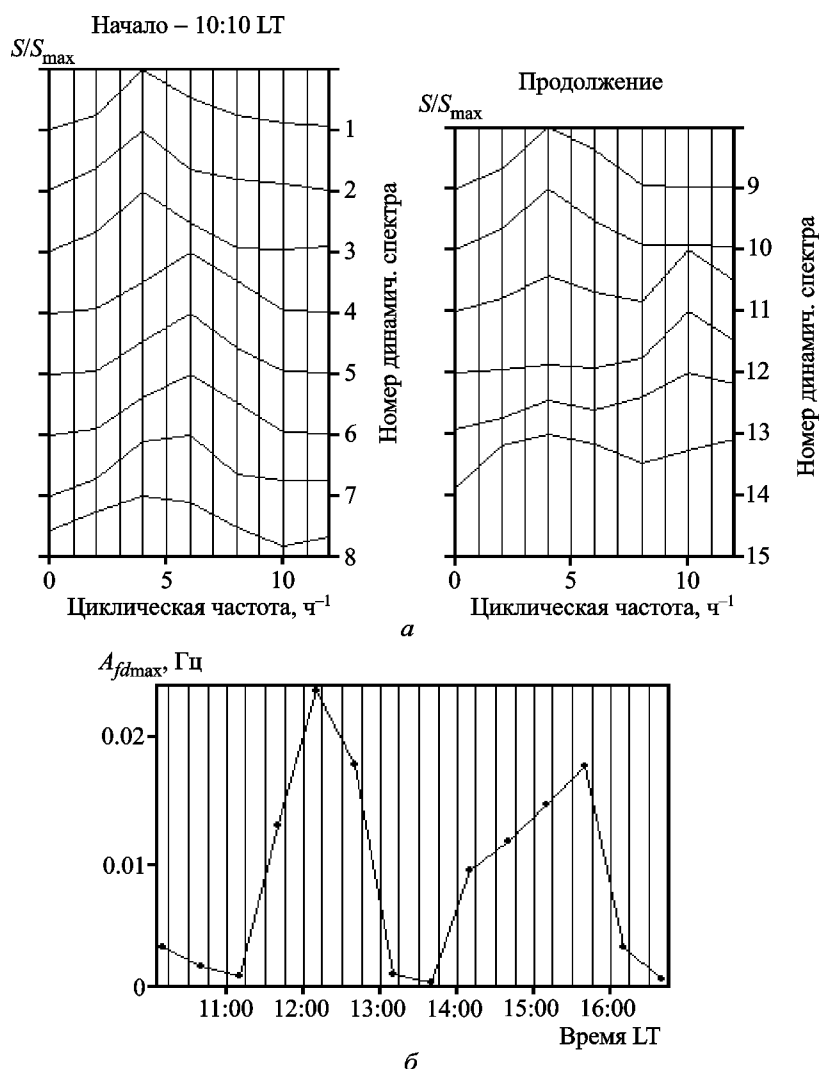 Начало – 10:10 LT
S/Smax
1
2
3
4
5
6
7
8
Номер динамич. спектра
0
5
10
Циклическая частота, ч⁻¹
Продолжение
S/Smax
9
10
11
12
13
14
15
Номер динамич. спектра
0
5
10
Циклическая частота, ч⁻¹
а
Afdmax, Гц
0.02
0.01
0
11:00 12:00 13:00 14:00 15:00 16:00
Время LT
б